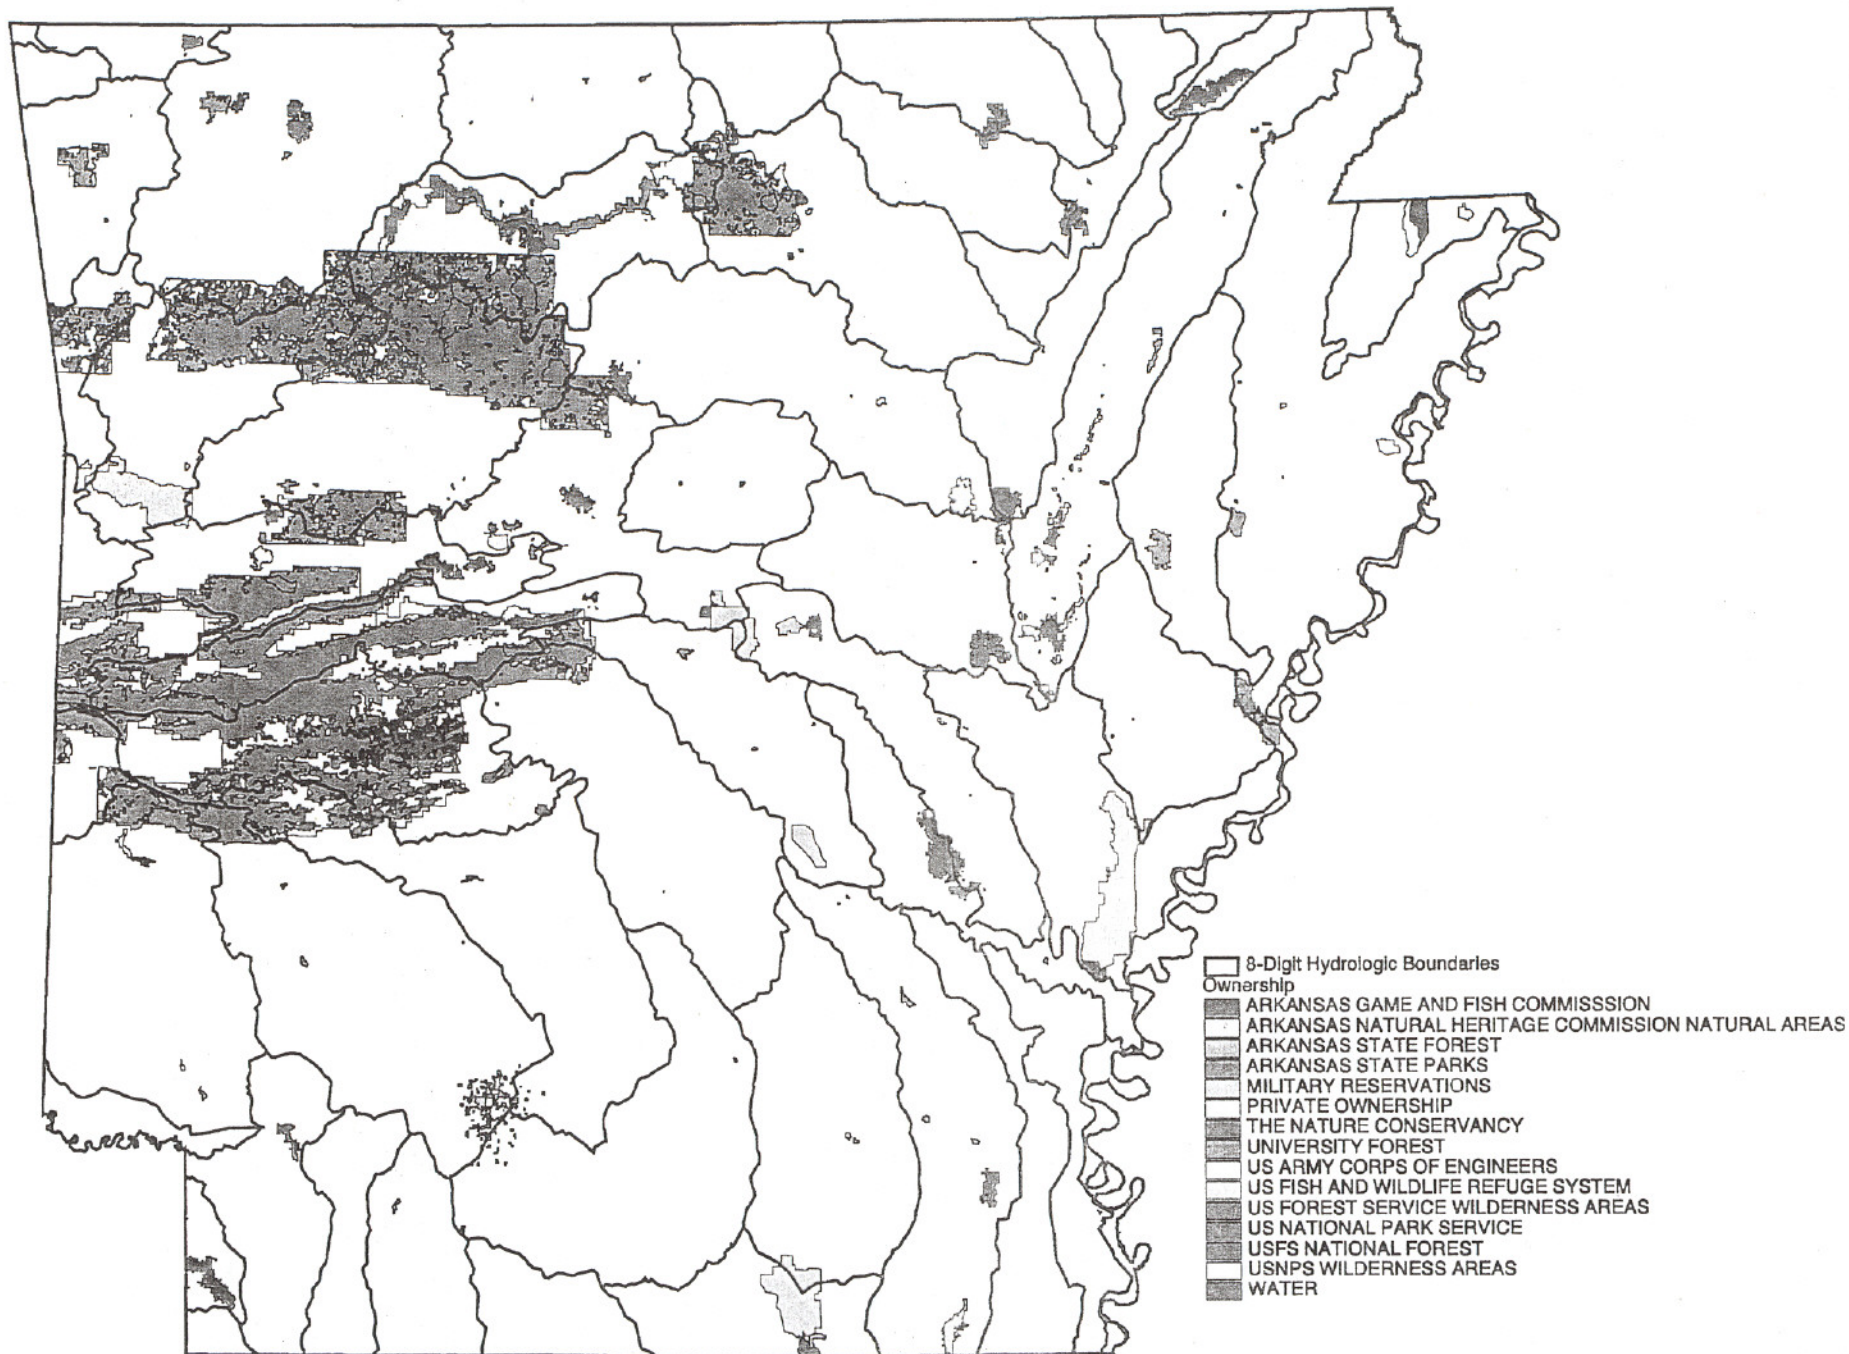 8-Digit Hydrologic Boundaries
Ownership
ARKANSAS GAME AND FISH COMMISSSION
ARKANSAS NATURAL HERITAGE COMMISSION NATURAL AREAS
ARKANSAS STATE FOREST
ARKANSAS STATE PARKS
MILITARY RESERVATIONS
PRIVATE OWNERSHIP
THE NATURE CONSERVANCY
UNIVERSITY FOREST
US ARMY CORPS OF ENGINEERS
US FISH AND WILDLIFE REFUGE SYSTEM
US FOREST SERVICE WILDERNESS AREAS
US NATIONAL PARK SERVICE
USFS NATIONAL FOREST
USNPS WILDERNESS AREAS
WATER